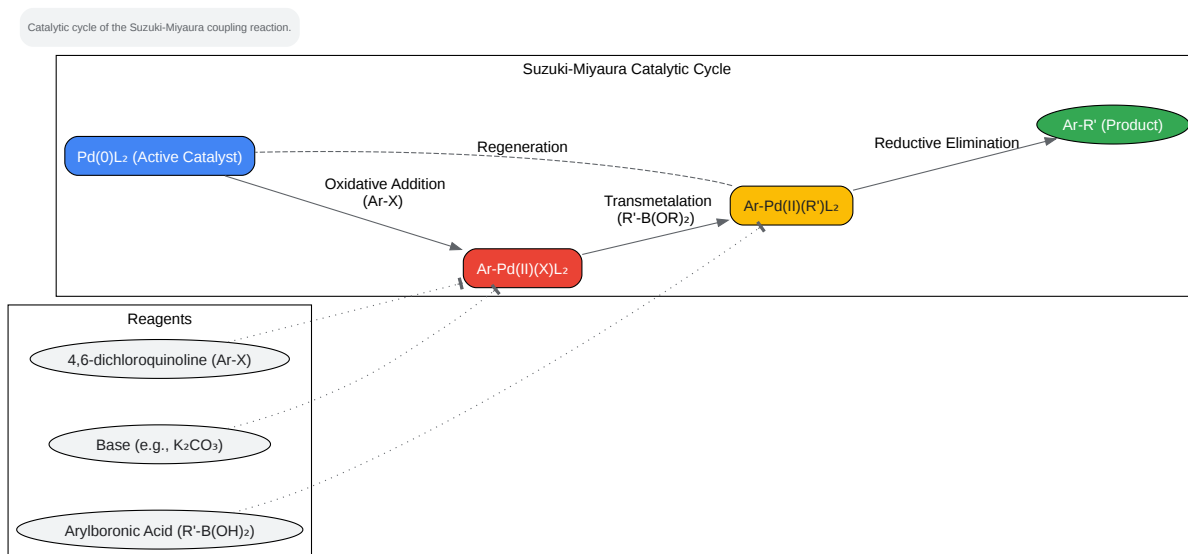 Catalytic cycle of the Suzuki-Miyaura coupling reaction.
Suzuki-Miyaura Catalytic Cycle
Ar-R' (Product)
Reductive Elimination
Regeneration
Pd(0)L₂ (Active Catalyst)
Oxidative Addition
(Ar-X)
Transmetalation
(R'-B(OR)₂)
Ar-Pd(II)(R')L₂
Ar-Pd(II)(X)L₂
Reagents
4,6-dichloroquinoline (Ar-X)
Base (e.g., K₂CO₃)
Arylboronic Acid (R'-B(OH)₂)